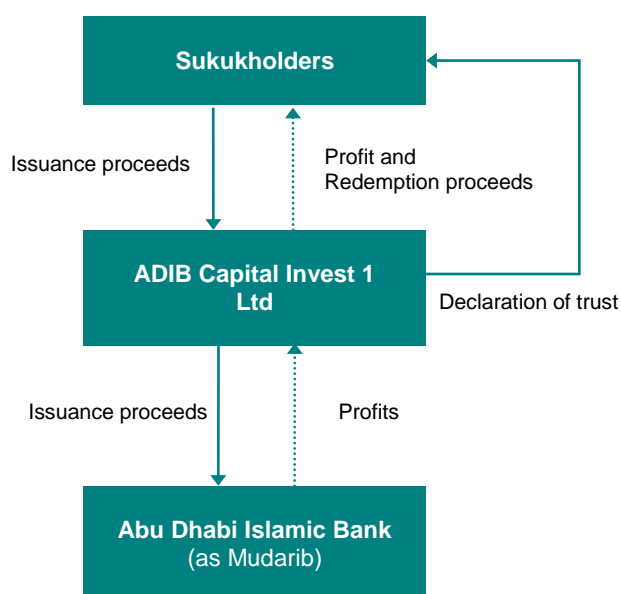 Sukukholders
Issuance proceeds
Profit and
Redemption proceeds
ADIB Capital Invest 1
Ltd
Declaration of trust
Issuance proceeds
Profits
Abu Dhabi Islamic Bank
(as Mudarib)